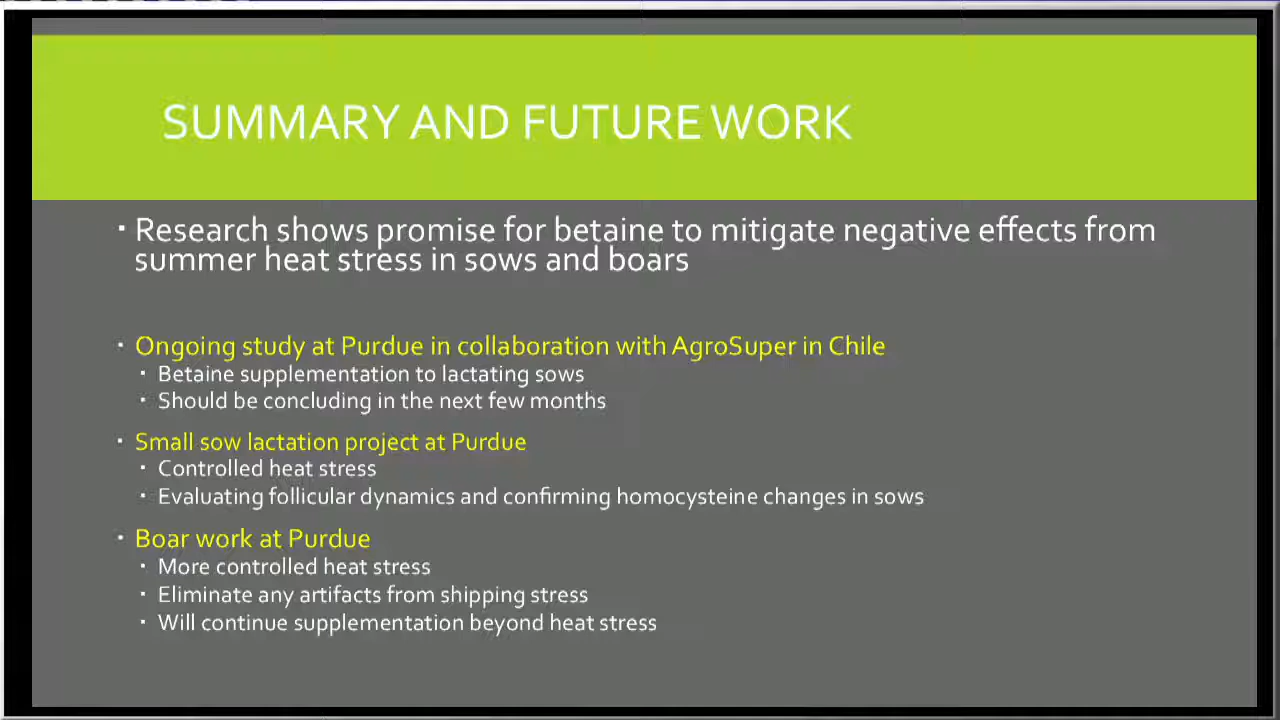 SUMMARY AND FUTURE WORK
▪ Research shows promise for betaine to mitigate negative effects from
summer heat stress in sows and boars
▪ Ongoing study at Purdue in collaboration with AgroSuper in Chile
▪ Betaine supplementation to lactating sows
▪ Should be concluding in the next few months
▪ Small sow lactation project at Purdue
▪ Controlled heat stress
▪ Evaluating follicular dynamics and confirming homocysteine changes in sows
▪ Boar work at Purdue
▪ More controlled heat stress
▪ Eliminate any artifacts from shipping stress
▪ Will continue supplementation beyond heat stress